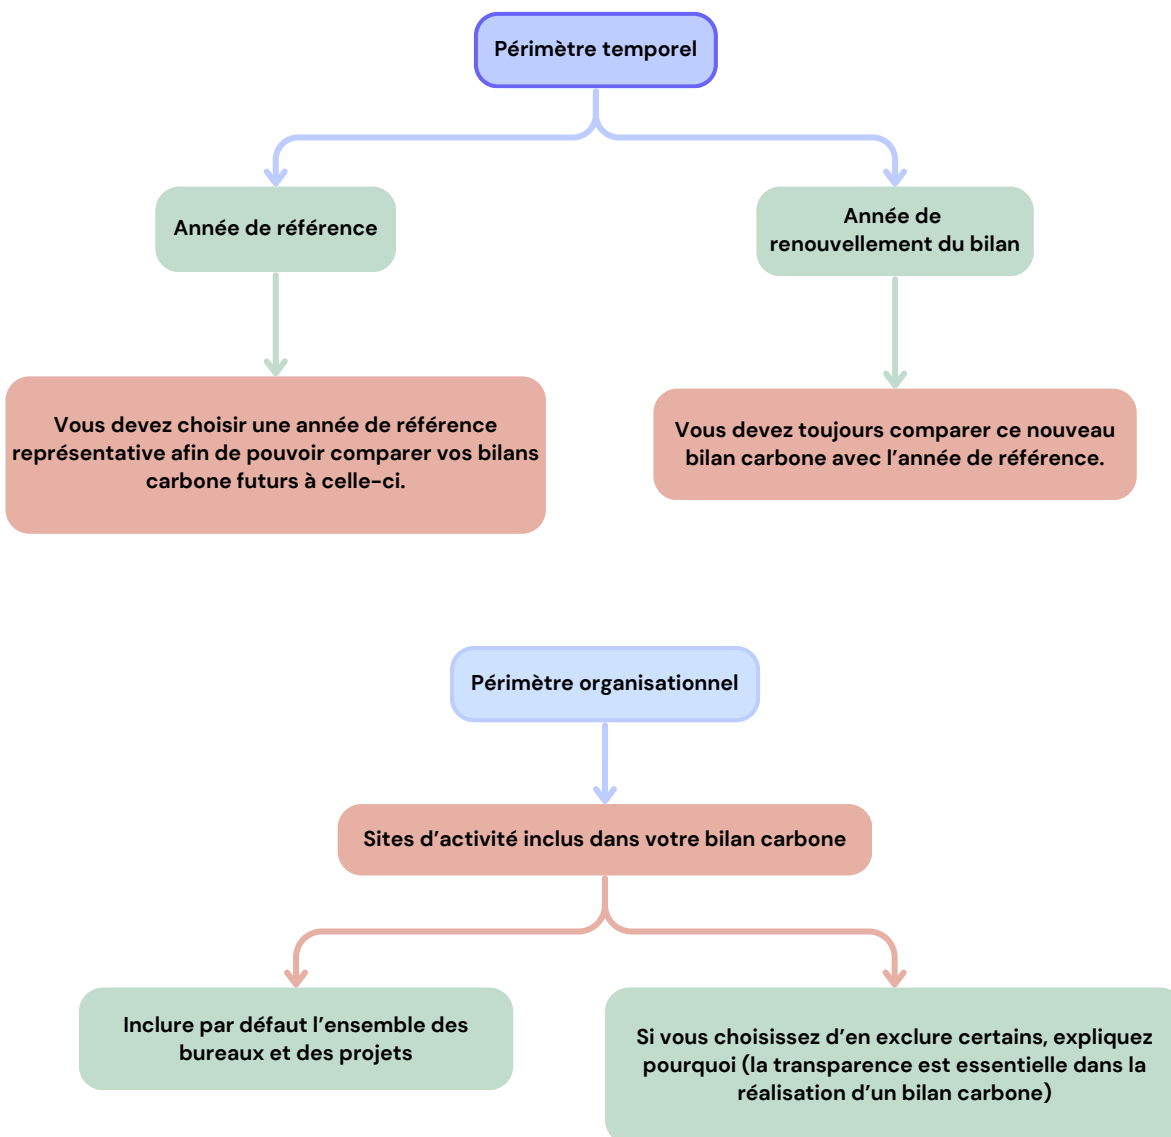 Périmètre temporel
Année de référence
Année de
renouvellement du bilan
Vous devez choisir une année de référence
représentative afin de pouvoir comparer vos bilans
carbone futurs à celle-ci.
Vous devez toujours comparer ce nouveau
bilan carbone avec l’année de référence.
Périmètre organisationnel
Sites d’activité inclus dans votre bilan carbone
Inclure par défaut l’ensemble des
bureaux et des projets
Si vous choisissez d’en exclure certains, expliquez
pourquoi (la transparence est essentielle dans la
réalisation d’un bilan carbone)